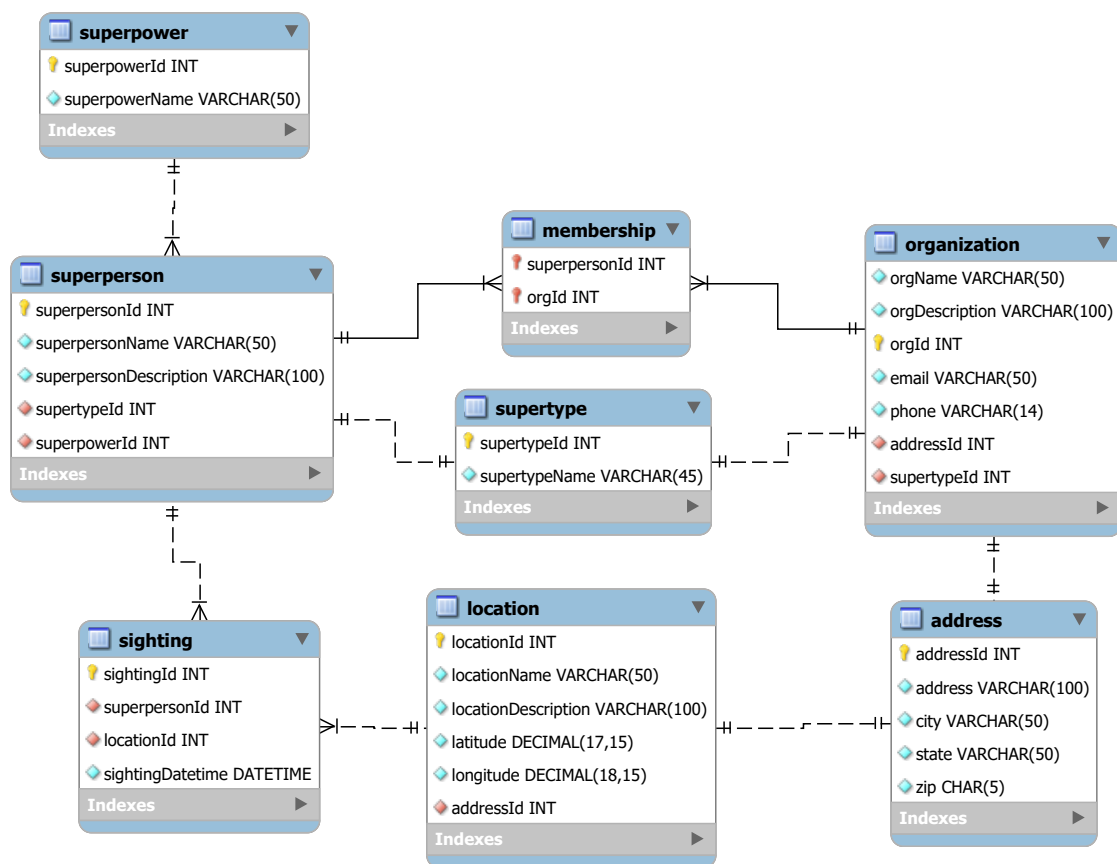 superpower
superpowerId INT
superpowerName VARCHAR(50)
Indexes
superperson
superpersonId INT
superpersonName VARCHAR(50)
superpersonDescription VARCHAR(100)
supertypeId INT
superpowerId INT
Indexes
membership
superpersonId INT
orgId INT
Indexes
organization
orgName VARCHAR(50)
orgDescription VARCHAR(100)
orgId INT
email VARCHAR(50)
phone VARCHAR(14)
addressId INT
supertypeId INT
Indexes
supertype
supertypeId INT
supertypeName VARCHAR(45)
Indexes
sighting
sightingId INT
superpersonId INT
locationId INT
sightingDatetime DATETIME
Indexes
location
locationId INT
locationName VARCHAR(50)
locationDescription VARCHAR(100)
latitude DECIMAL(17,15)
longitude DECIMAL(18,15)
addressId INT
Indexes
address
addressId INT
address VARCHAR(100)
city VARCHAR(50)
state VARCHAR(50)
zip CHAR(5)
Indexes